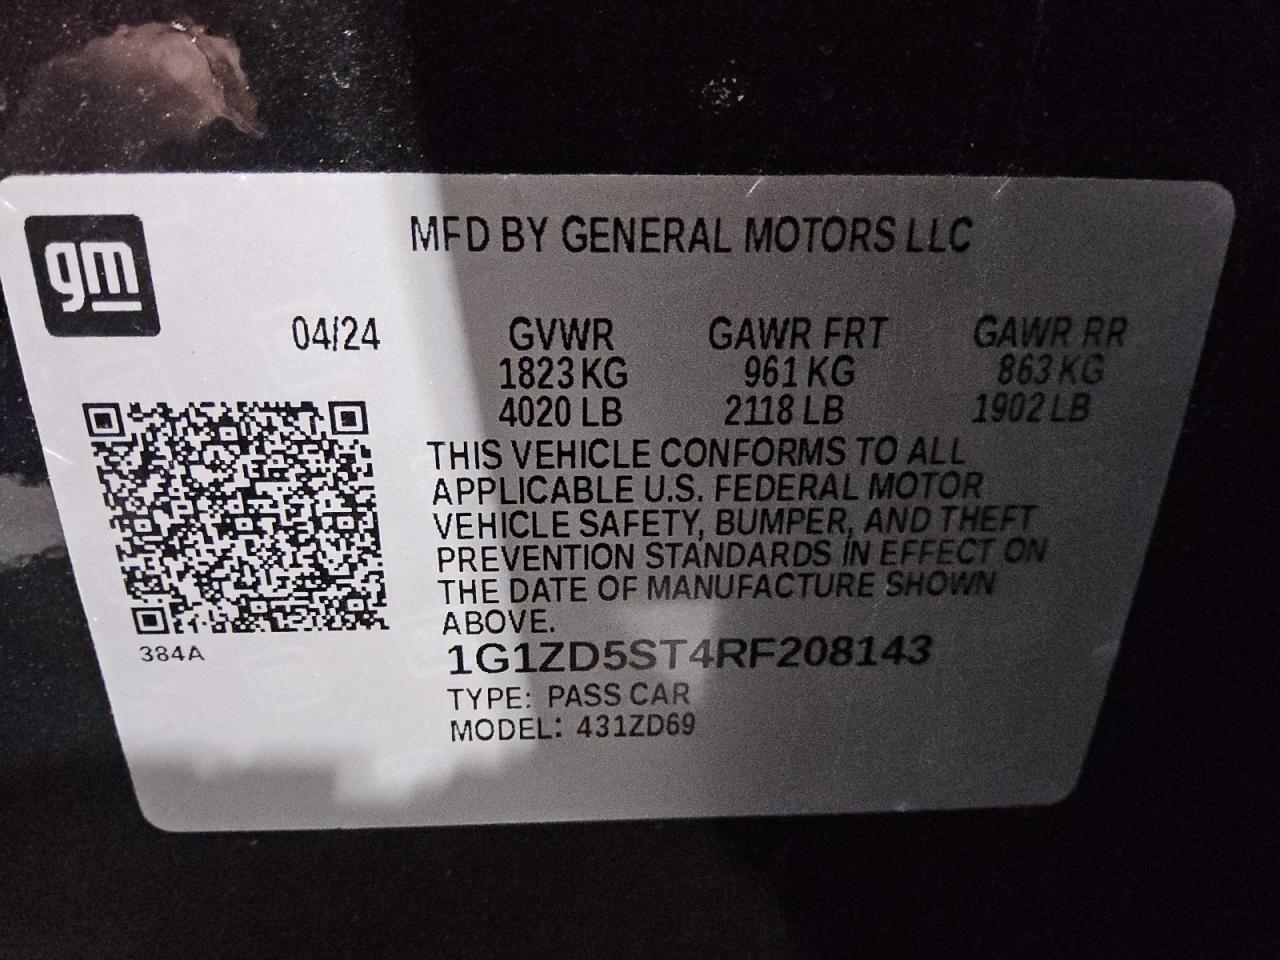 gm
MFD BY GENERAL MOTORS LLC
04/24 GVWR GAWR FRT GAWR RR
1823 KG 961 KG 863 KG
4020 LB 2118 LB 1902 LB
THIS VEHICLE CONFORMS TO ALL
APPLICABLE U.S. FEDERAL MOTOR
VEHICLE SAFETY, BUMPER, AND THEFT
PREVENTION STANDARDS IN EFFECT ON
THE DATE OF MANUFACTURE SHOWN
ABOVE.
384A
1G1ZD5ST4RF208143
TYPE: PASS CAR
MODEL: 431ZD69